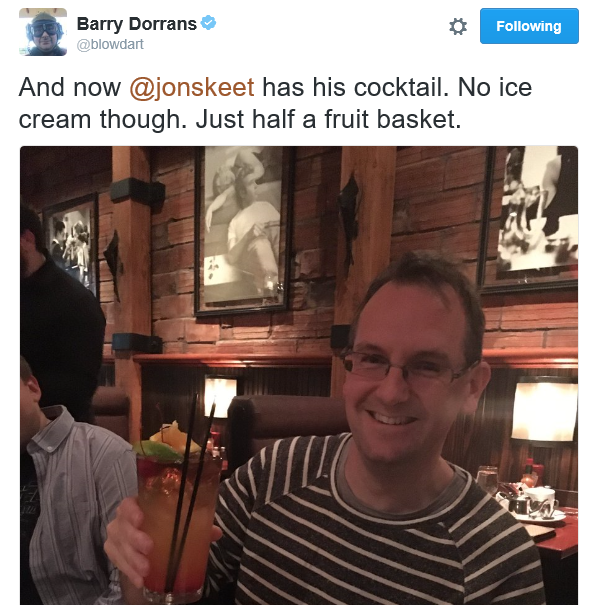 Barry Dorrans
@blowdart
Following
And now @jonskeet has his cocktail. No ice
cream though. Just half a fruit basket.